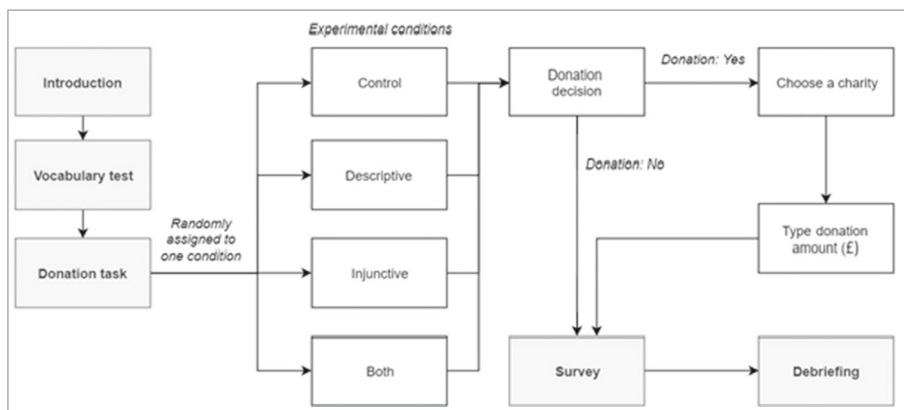 Experimental conditions
Introduction
Vocabulary test
Donation task
Randomly
assigned to
one condition
Control
Descriptive
Injunctive
Both
Donation
decision
Donation: Yes
Choose a charity
Donation: No
Type donation
amount (£)
Survey
Debriefing